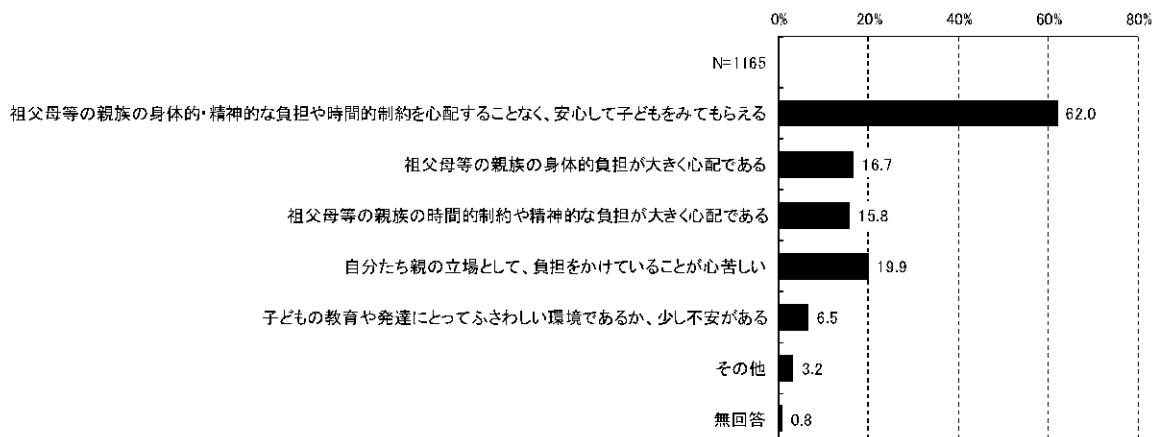 0% 20% 40% 60% 80%
N=1165
祖父母等の親族の身体的・精神的な負担や時間的制約を心配することなく、安心して子どもをみてもらえる 62.0
祖父母等の親族の身体的負担が大きく心配である 16.7
祖父母等の親族の時間的制約や精神的な負担が大きく心配である 15.8
自分たち親の立場として、負担をかけていることが心苦しい 19.9
子どもの教育や発達にとってふさわしい環境であるか、少し不安がある 6.5
その他 3.2
無回答 0.8